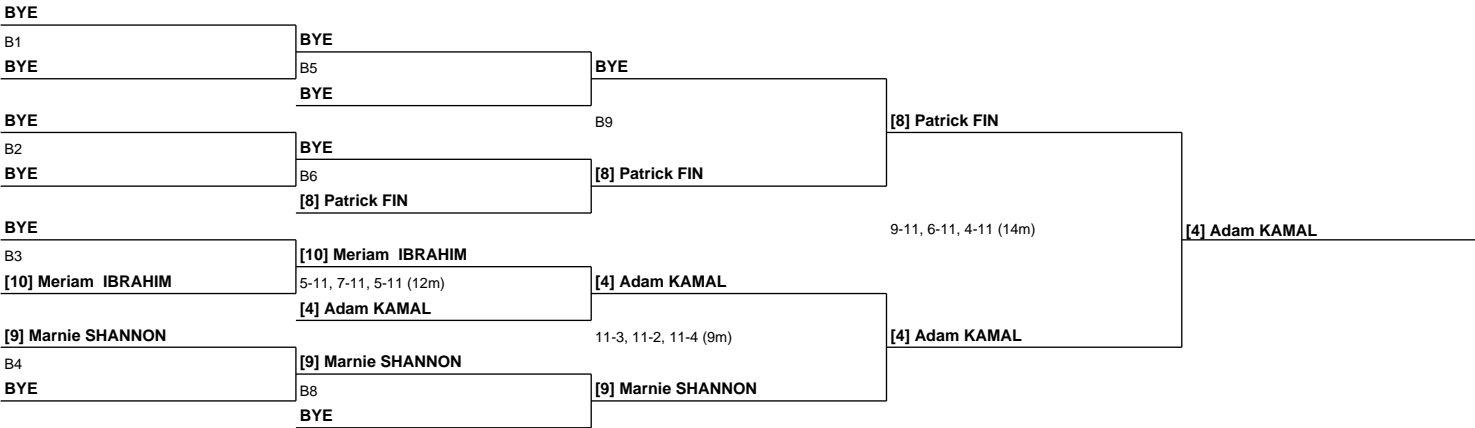 BYE
B1
BYE
BYE
B5
BYE
BYE
BYE
B2
BYE
BYE
B6
[8] Patrick FIN
B9
[8] Patrick FIN
[8] Patrick FIN
BYE
B3
[10] Meriam IBRAHIM
[10] Meriam IBRAHIM
5-11, 7-11, 5-11 (12m)
[4] Adam KAMAL
[4] Adam KAMAL
[9] Marnie SHANNON
B4
BYE
[9] Marnie SHANNON
B8
BYE
11-3, 11-2, 11-4 (9m)
[9] Marnie SHANNON
9-11, 6-11, 4-11 (14m)
[4] Adam KAMAL
[4] Adam KAMAL